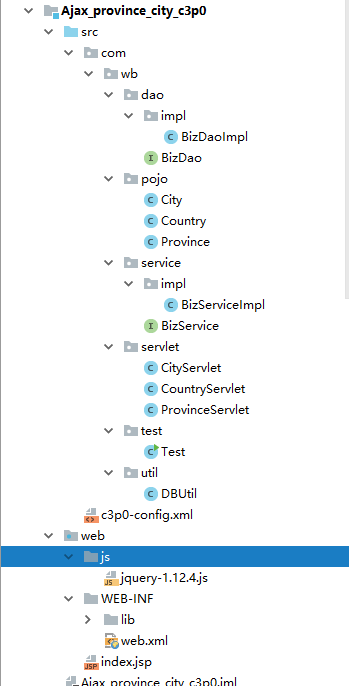 Ajax_province_city_c3p0
src
com
wb
dao
impl
BizDaoImpl
BizDao
pojo
City
Country
Province
service
impl
BizServiceImpl
BizService
servlet
CityServlet
CountryServlet
ProvinceServlet
test
Test
util
DBUtil
c3p0-config.xml
web
js
jquery-1.12.4.js
WEB-INF
lib
web.xml
index.jsp
Ajax_province_city_c3p0.iml